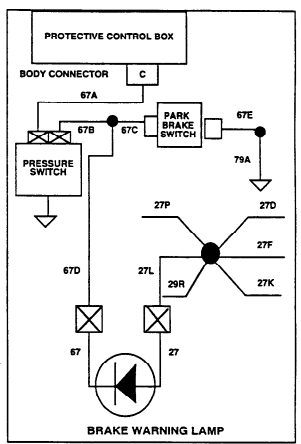 PROTECTIVE CONTROL BOX
BODY CONNECTOR
C
67A
67B
67C
PARK
BRAKE
SWITCH
67E
PRESSURE
SWITCH
79A
27P
27D
27F
67D
27L
29R
27K
67
27
BRAKE WARNING LAMP